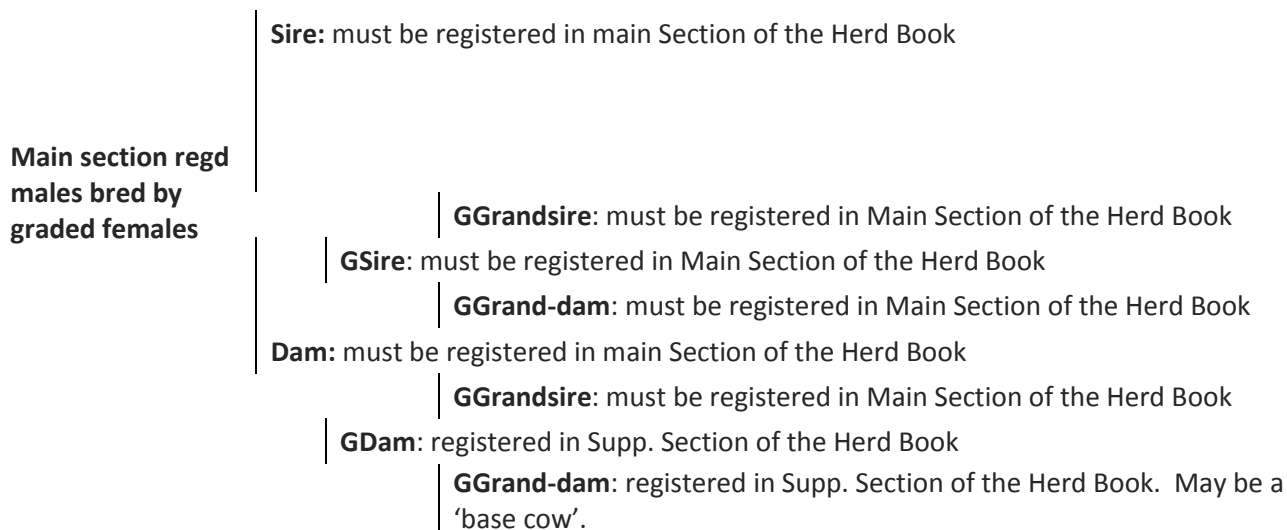 Sire: must be registered in main Section of the Herd Book
Main section regd
males bred by
graded females
GGrandsire: must be registered in Main Section of the Herd Book
GSire: must be registered in Main Section of the Herd Book
GGrand-dam: must be registered in Main Section of the Herd Book
Dam: must be registered in main Section of the Herd Book
GGrandsire: must be registered in Main Section of the Herd Book
GDam: registered in Supp. Section of the Herd Book
GGrand-dam: registered in Supp. Section of the Herd Book.  May be a
‘base cow’.